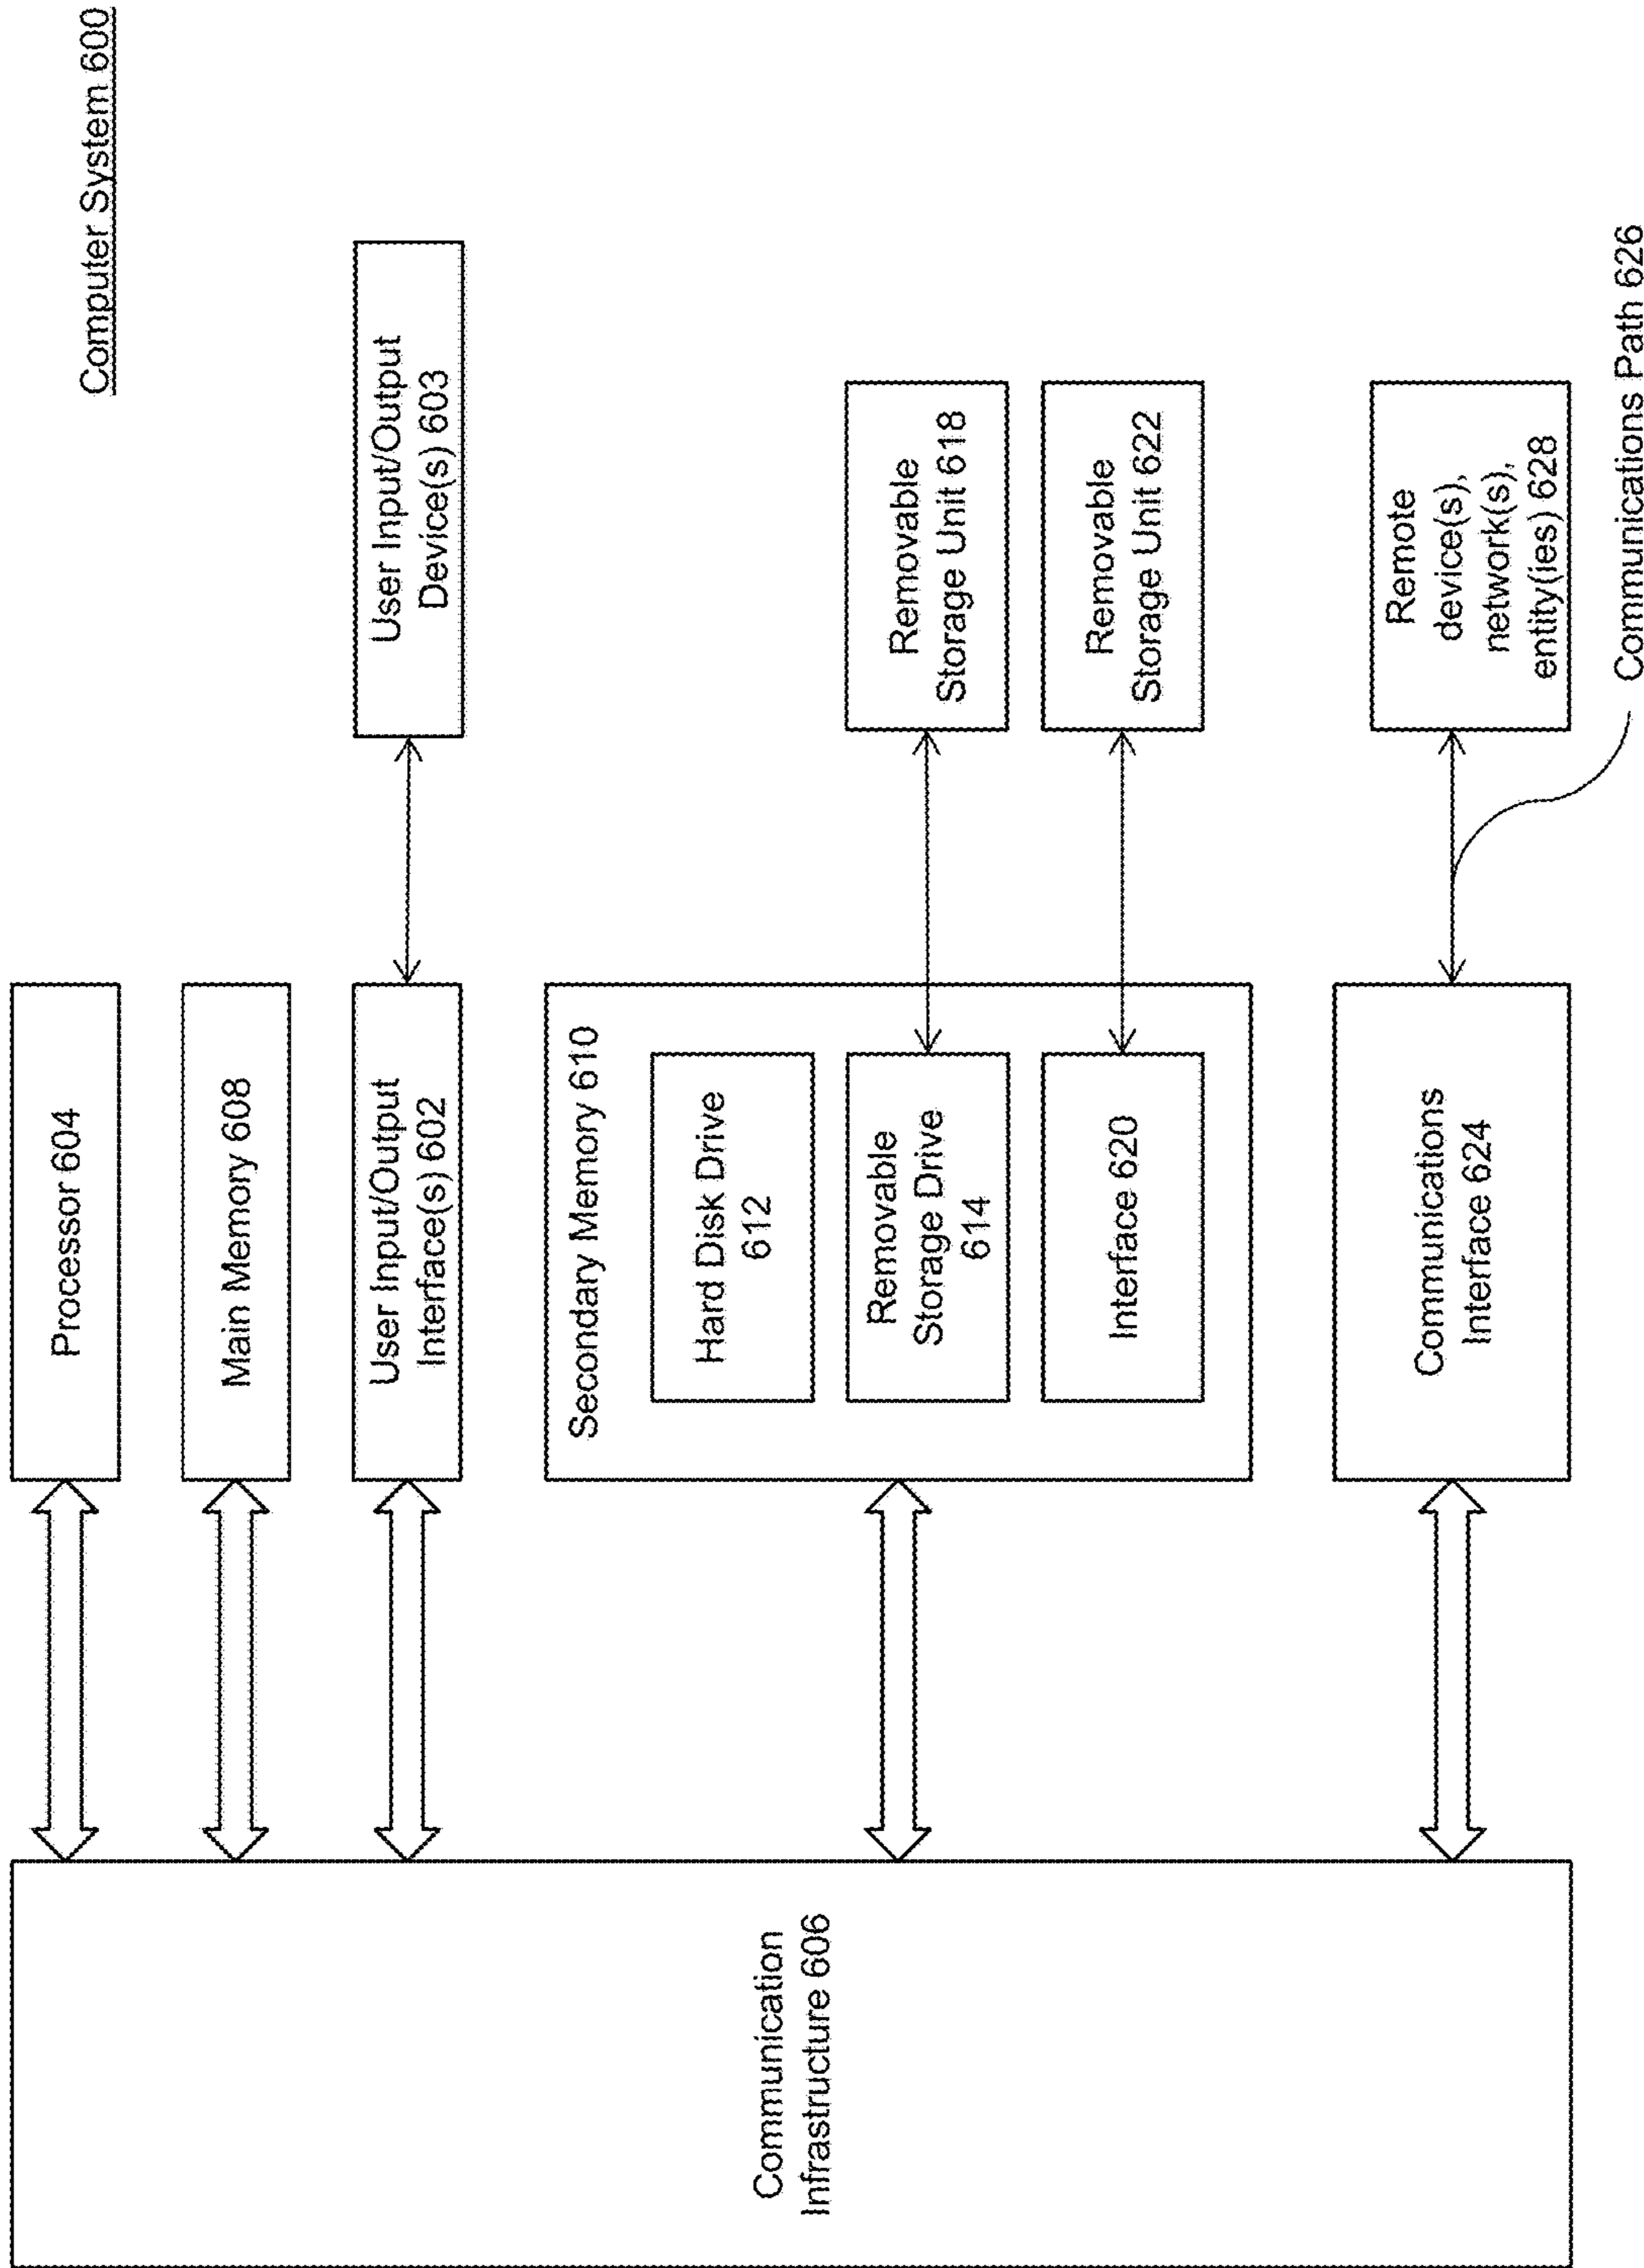 Computer System 600
Processor 604
Main Memory 608
User Input/Output
Interface(s) 602
User Input/Output
Device(s) 603
Communication
Infrastructure 606
Secondary Memory 610
Hard Disk Drive
612
Removable
Storage Drive
614
Removable
Storage Unit 618
Interface 620
Removable
Storage Unit 622
Communications
Interface 624
Remote
device(s),
network(s),
entity(ies) 628
Communications Path 626